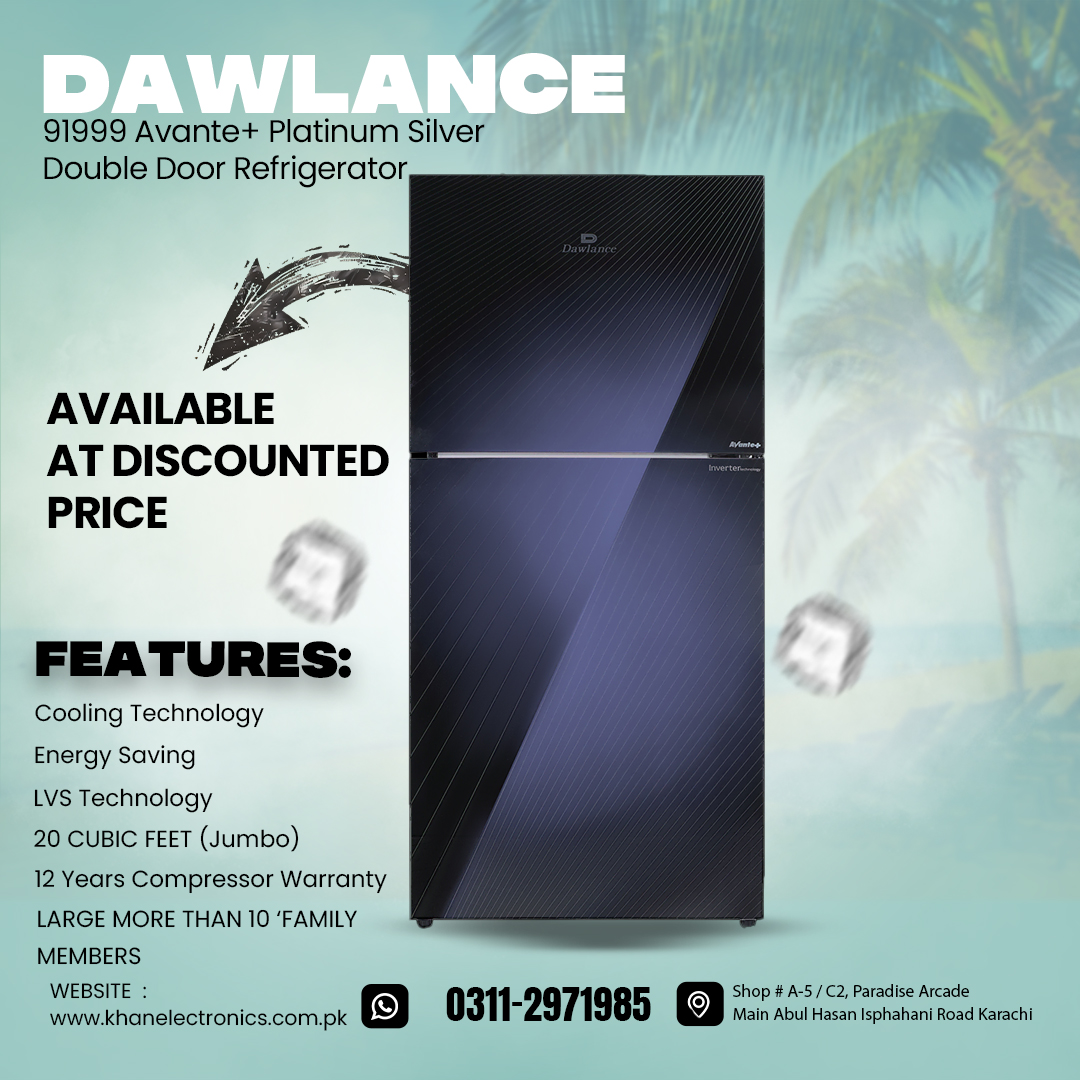 DAWLANCE
91999 Avante+ Platinum Silver
Double Door Refrigerator
Dawlance
AVAILABLE
AT DISCOUNTED
PRICE
Avante+
Inverter technology
FEATURES:
Cooling Technology
Energy Saving
LVS Technology
20 CUBIC FEET (Jumbo)
12 Years Compressor Warranty
LARGE MORE THAN 10 ‘FAMILY
MEMBERS
WEBSITE :
www.khanelectronics.com.pk
0311-2971985
Shop # A-5 / C2, Paradise Arcade
Main Abul Hasan Isphahani Road Karachi